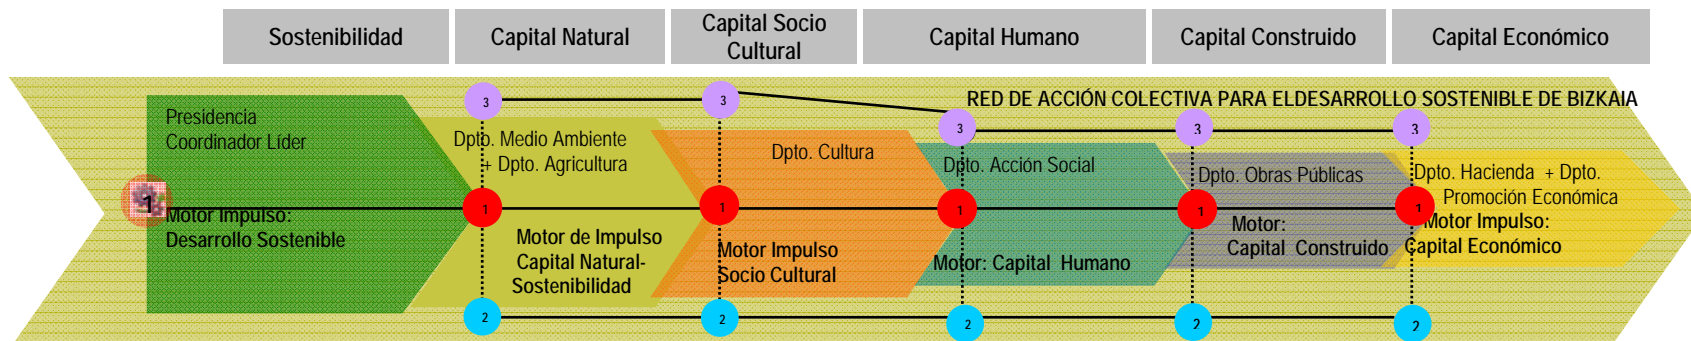 Sostenibilidad
Capital Natural
Capital Socio
Cultural
Capital Humano
Capital Construido
Capital Económico
RED DE ACCIÓN COLECTIVA PARA ELDESARROLLO SOSTENIBLE DE BIZKAIA
3
3
3
3
3
Presidencia
Coordinador Líder
Dpto. Medio Ambiente
+ Dpto. Agricultura
Dpto. Cultura
Dpto. Acción Social
Dpto. Obras Públicas
Dpto. Hacienda + Dpto.
Promoción Económica
1
1
1
1
1
1
Motor Impulso:
Desarrollo Sostenible
Motor de Impulso
Capital Natural-
Sostenibilidad
Motor Impulso
Socio Cultural
Motor: Capital Humano
Motor:
Capital Construido
Motor Impulso:
Capital Económico
2
2
2
2
2